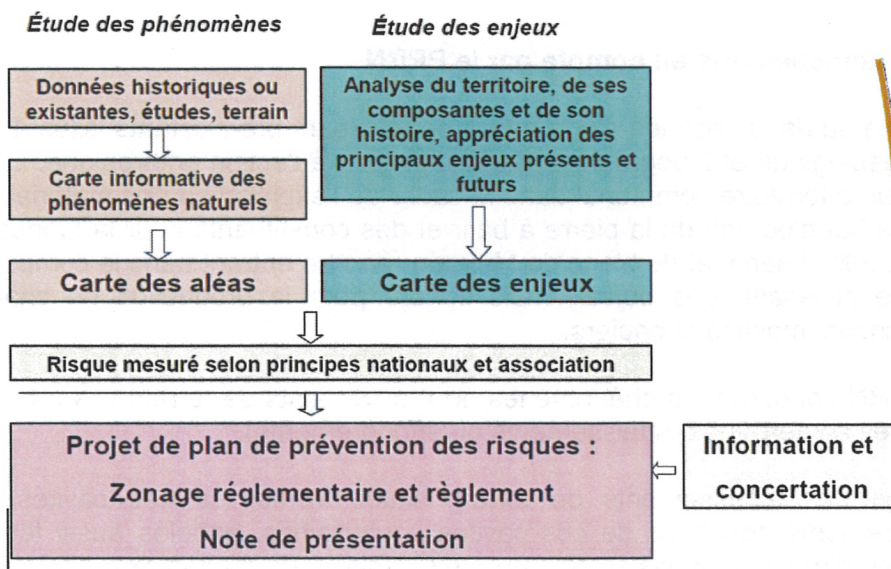 Étude des phénomènes
Étude des enjeux
Données historiques ou
existantes, études, terrain
Analyse du territoire, de ses
composantes et de son
histoire, appréciation des
principaux enjeux présents et
futurs
Carte informative des
phénomènes naturels
Carte des aléas
Carte des enjeux
Risque mesuré selon principes nationaux et association
Projet de plan de prévention des risques :
Zonage réglementaire et règlement
Note de présentation
Information et
concertation